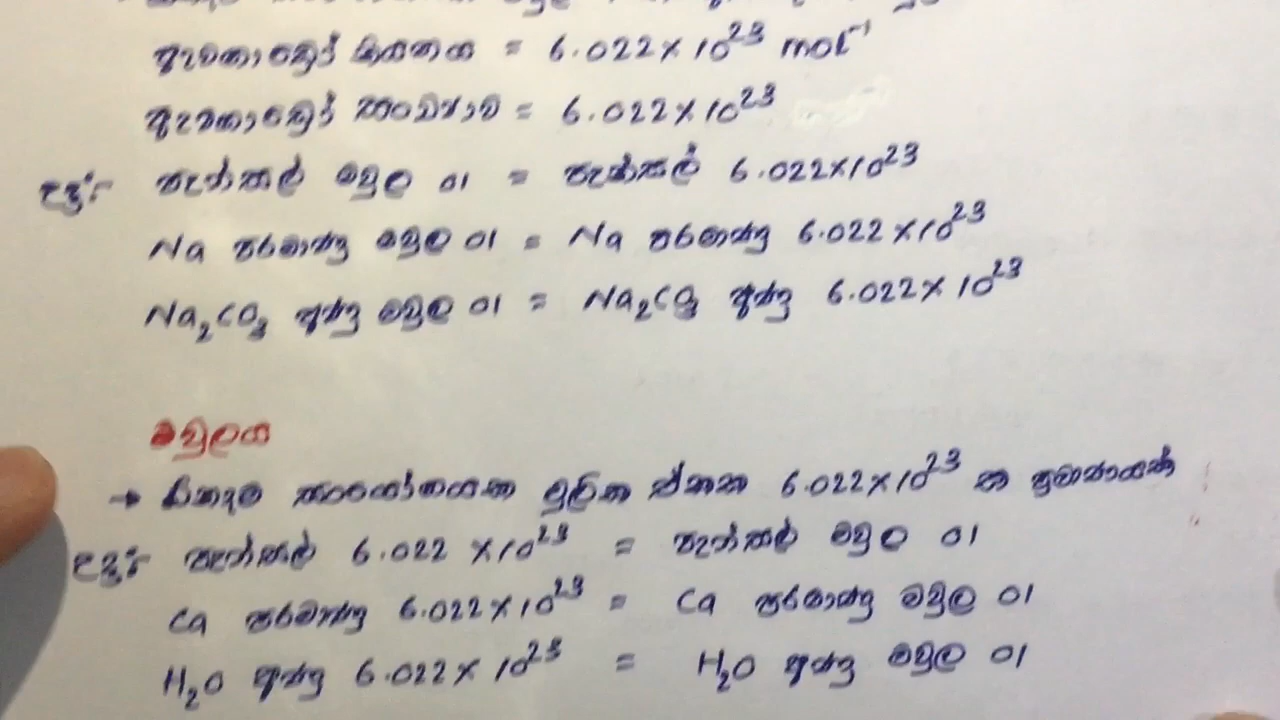 ඇවගාඩ්‍රෝ නියතය = 6.022×10²³ mol⁻¹
ඇවගාඩ්‍රෝ සංඛ්‍යාව = 6.022×10²³
උදා:- පැන්සල් මවුල 01 = පැන්සල් 6.022×10²³
Na පරමාණු මවුල 01 = Na පරමාණු 6.022×10²³
Na₂CO₃ අණු මවුල 01 = Na₂CO₃ අණු 6.022×10²³
මවුලය
→ ඕනෑම සංයෝගයක මූලික ඒකක 6.022×10²³ ක ප්‍රමාණයක්
උදා:- පැන්සල් 6.022×10²³ = පැන්සල් මවුල 01
Ca පරමාණු 6.022×10²³ = Ca පරමාණු මවුල 01
H₂O අණු 6.022×10²³ = H₂O අණු මවුල 01